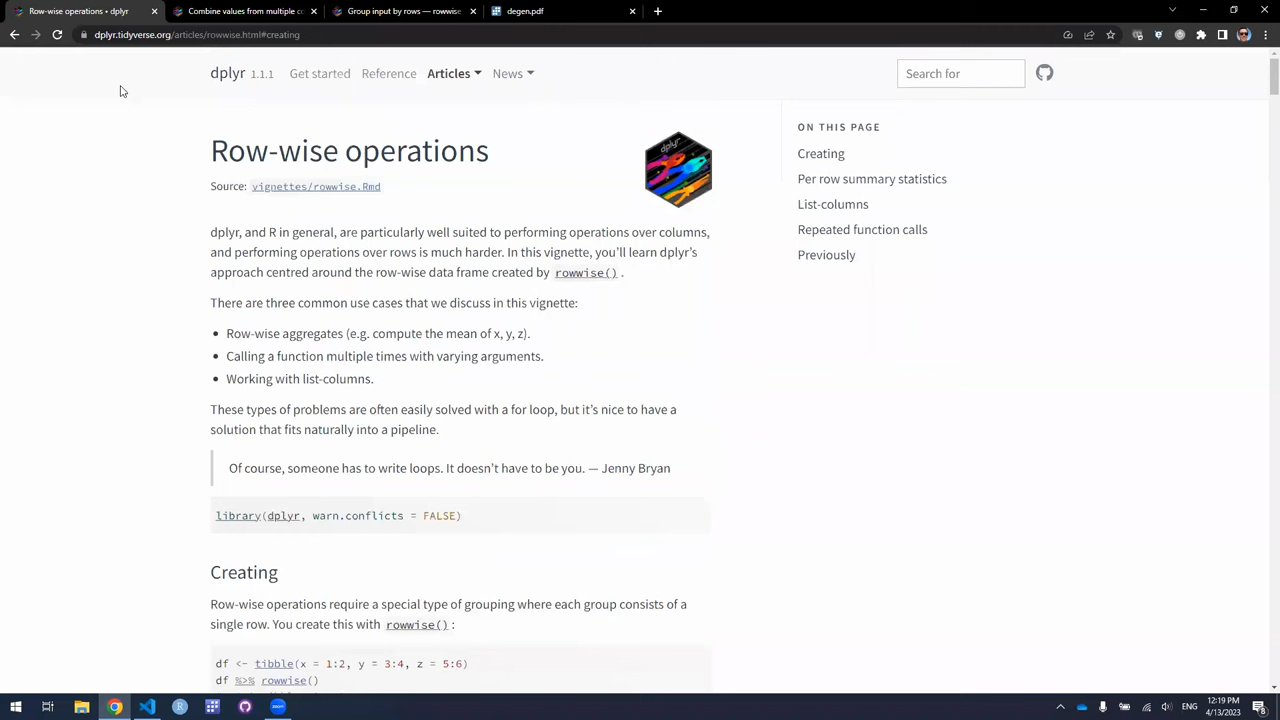 Row-wise operations • dplyr
Combine values from multiple cc
Group input by rows — rowwise •
degen.pdf
dplyr.tidyverse.org/articles/rowwise.html#creating
dplyr 1.1.1 Get started Reference Articles News
Search for
Row-wise operations
Source: vignettes/rowwise.Rmd
dplyr, and R in general, are particularly well suited to performing operations over columns,
and performing operations over rows is much harder. In this vignette, you’ll learn dplyr’s
approach centred around the row-wise data frame created by rowwise() .
There are three common use cases that we discuss in this vignette:
• Row-wise aggregates (e.g. compute the mean of x, y, z).
• Calling a function multiple times with varying arguments.
• Working with list-columns.
These types of problems are often easily solved with a for loop, but it’s nice to have a
solution that fits naturally into a pipeline.
Of course, someone has to write loops. It doesn’t have to be you. — Jenny Bryan
library(dplyr, warn.conflicts = FALSE)
Creating
Row-wise operations require a special type of grouping where each group consists of a
single row. You create this with rowwise() :
df <- tibble(x = 1:2, y = 3:4, z = 5:6)
df %>% rowwise()
dplyr
ON THIS PAGE
Creating
Per row summary statistics
List-columns
Repeated function calls
Previously
ENG
12:19 PM
4/13/2023
8